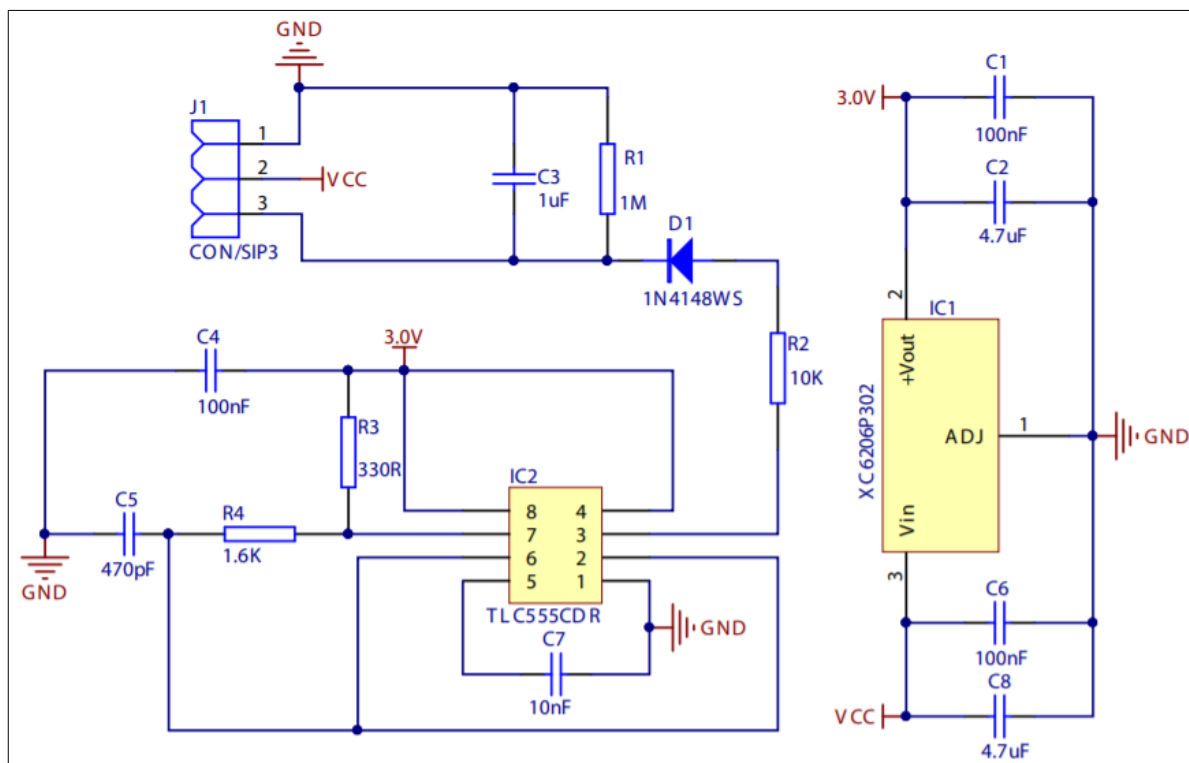 GND
J1
1
2
3
VCC
CON/SIP3
C3
1uF
R1
1M
D1
1N4148WS
R2
10K
3.0V
C4
100nF
R3
330R
C5
470pF
R4
1.6K
GND
IC2
8
7
6
5
4
3
2
1
TLC555CDR
C7
10nF
GND
C1
3.0V
100nF
C2
4.7uF
2
IC1
+Vout
XC6206P302
ADJ
1
GND
Vin
3
C6
100nF
C8
VCC
4.7uF